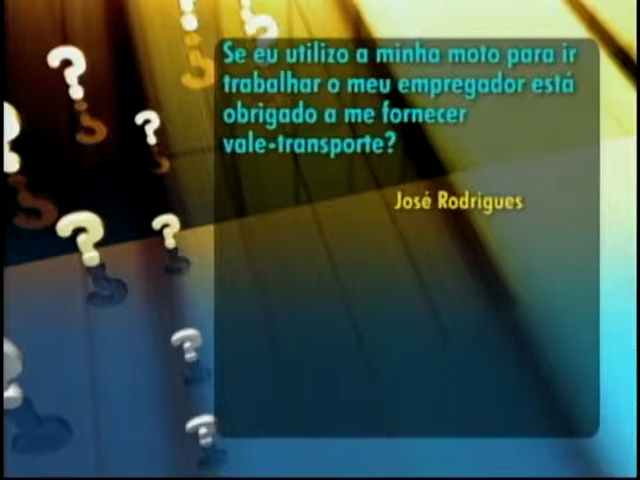 Se eu utilizo a minha moto para ir
trabalhar o meu empregador está
obrigado a me fornecer
vale-transporte?
José Rodrigues